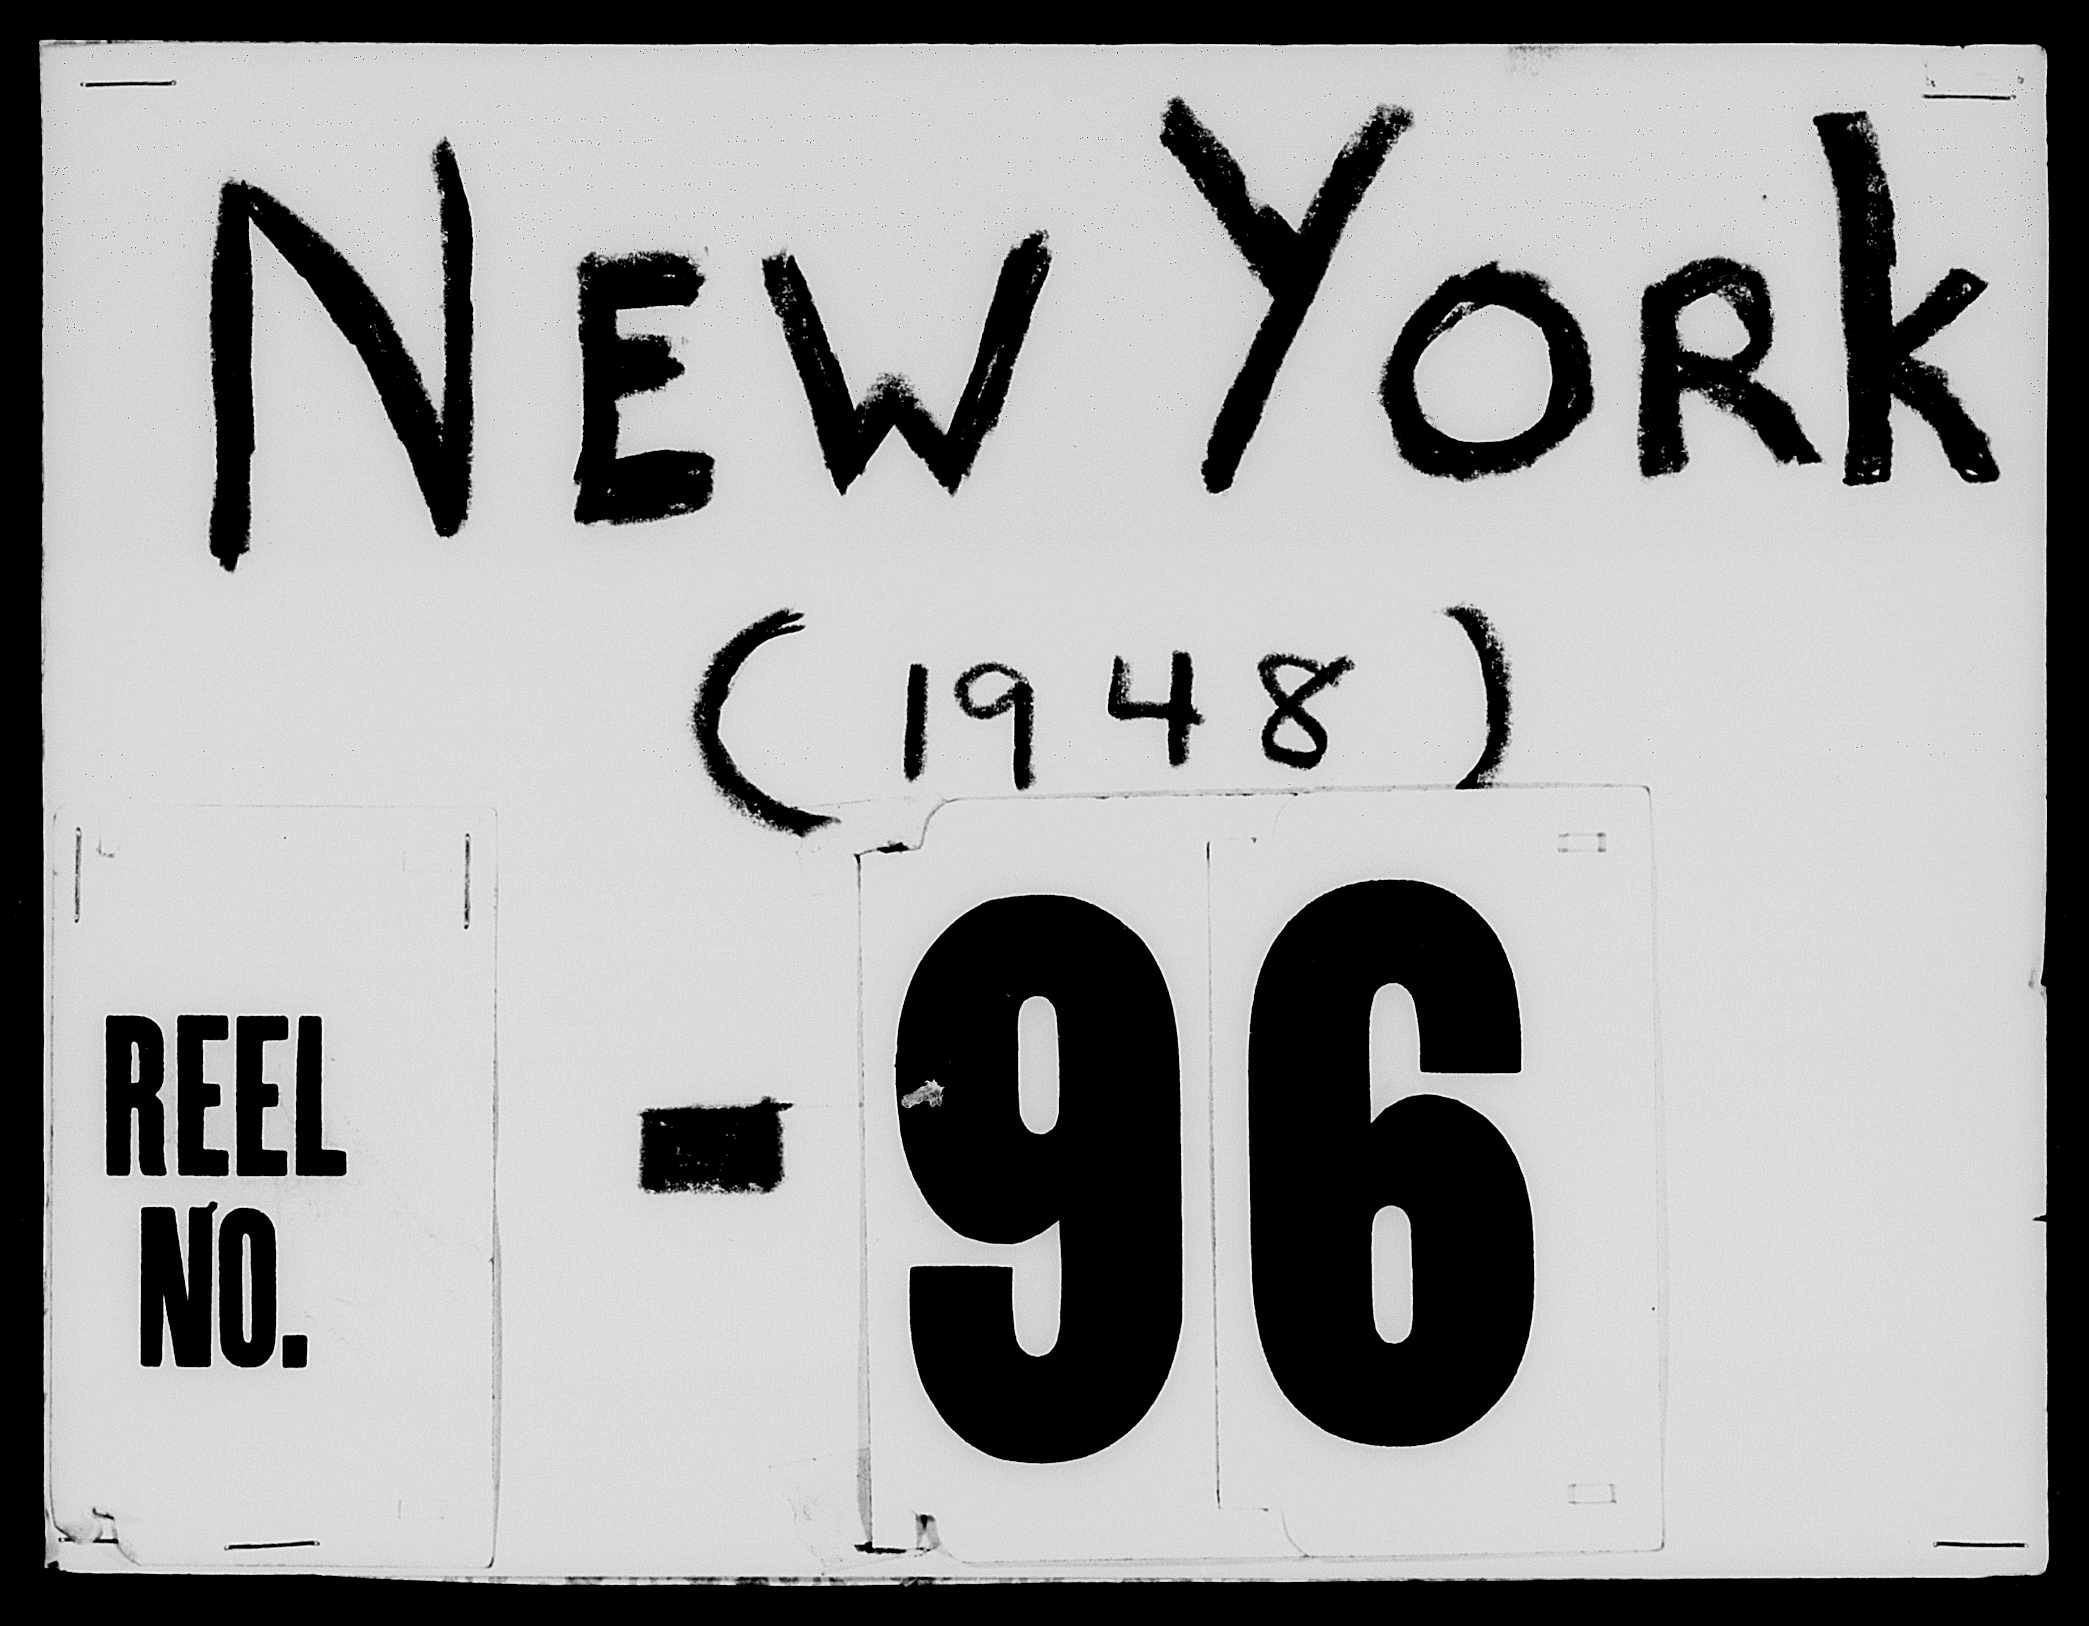 NEW YORk
(1948)
REEL
NO. - 96